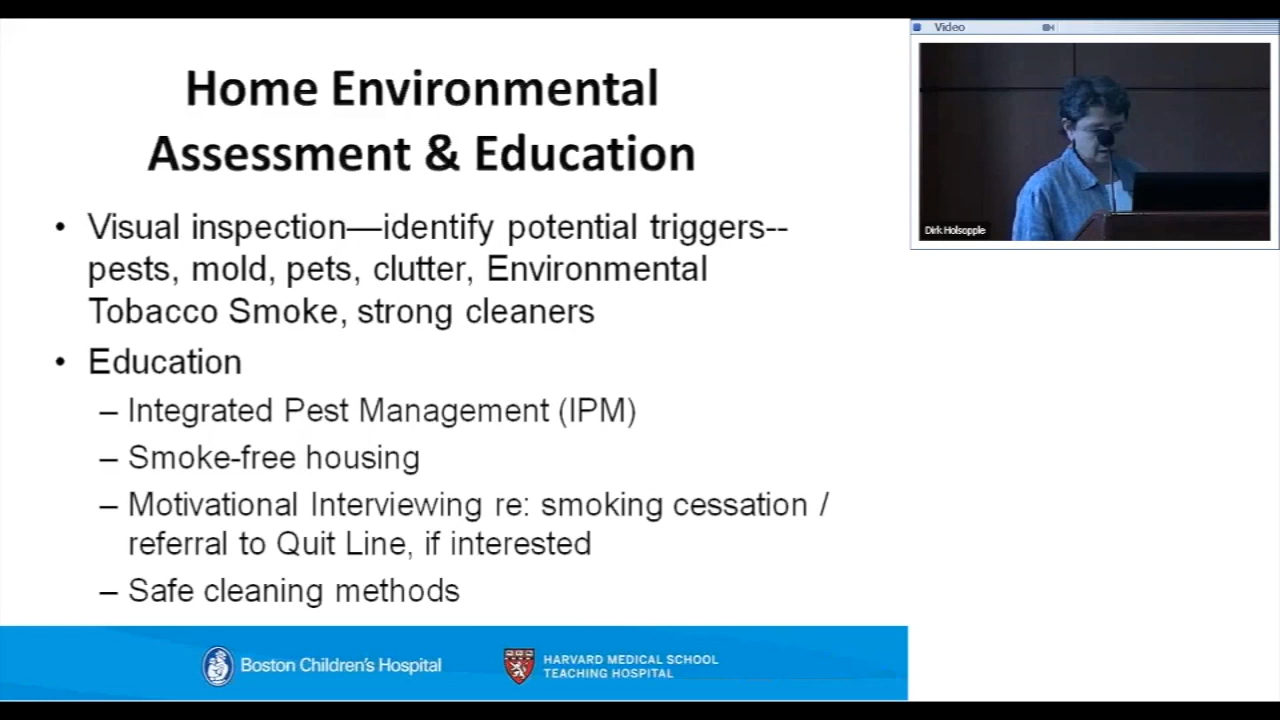 Home Environmental
Assessment & Education
• Visual inspection—identify potential triggers--
pests, mold, pets, clutter, Environmental
Tobacco Smoke, strong cleaners
• Education
– Integrated Pest Management (IPM)
– Smoke-free housing
– Motivational Interviewing re: smoking cessation /
referral to Quit Line, if interested
– Safe cleaning methods
Boston Children's Hospital
HARVARD MEDICAL SCHOOL
TEACHING HOSPITAL
Video
Dirk Holsopple